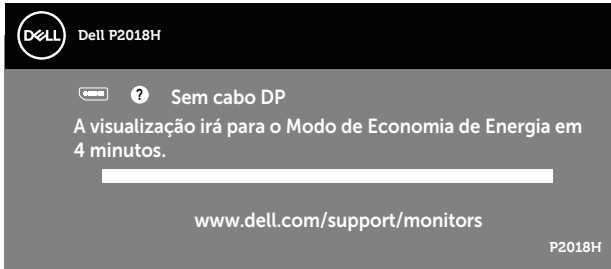 DELL Dell P2018H
? Sem cabo DP
A visualização irá para o Modo de Economia de Energia em
4 minutos.
www.dell.com/support/monitors
P2018H